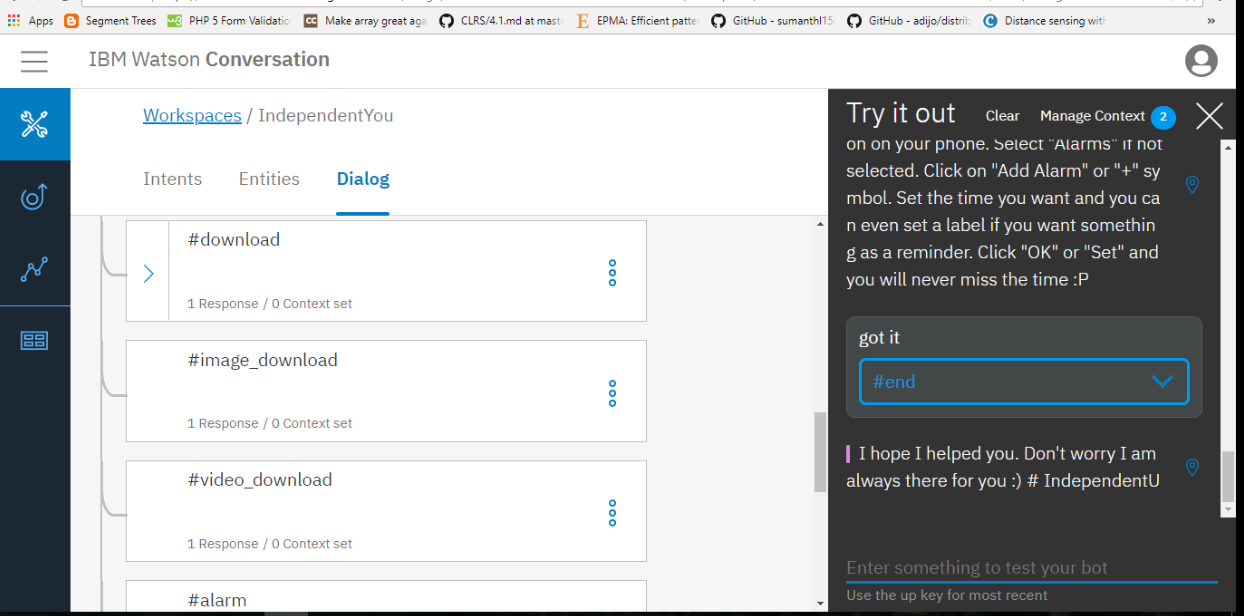 Apps
Segment Trees
PHP 5 Form Validatio
Make array great aga
CLRS/4.1.md at mast
EPMA: Efficient patte
GitHub - sumanthl15
GitHub - adijo/distrib
Distance sensing with
»
IBM Watson Conversation
Workspaces / IndependentYou
Intents
Entities
Dialog
#download
1 Response / 0 Context set
#image_download
1 Response / 0 Context set
#video_download
1 Response / 0 Context set
#alarm
Try it out
Clear
Manage Context
2
on on your phone. Select "Alarms" if not
selected. Click on "Add Alarm" or "+" sy
mbol. Set the time you want and you ca
n even set a label if you want somethin
g as a reminder. Click "OK" or "Set" and
you will never miss the time :P
got it
#end
I hope I helped you. Don't worry I am
always there for you :) # IndependentU
Enter something to test your bot
Use the up key for most recent